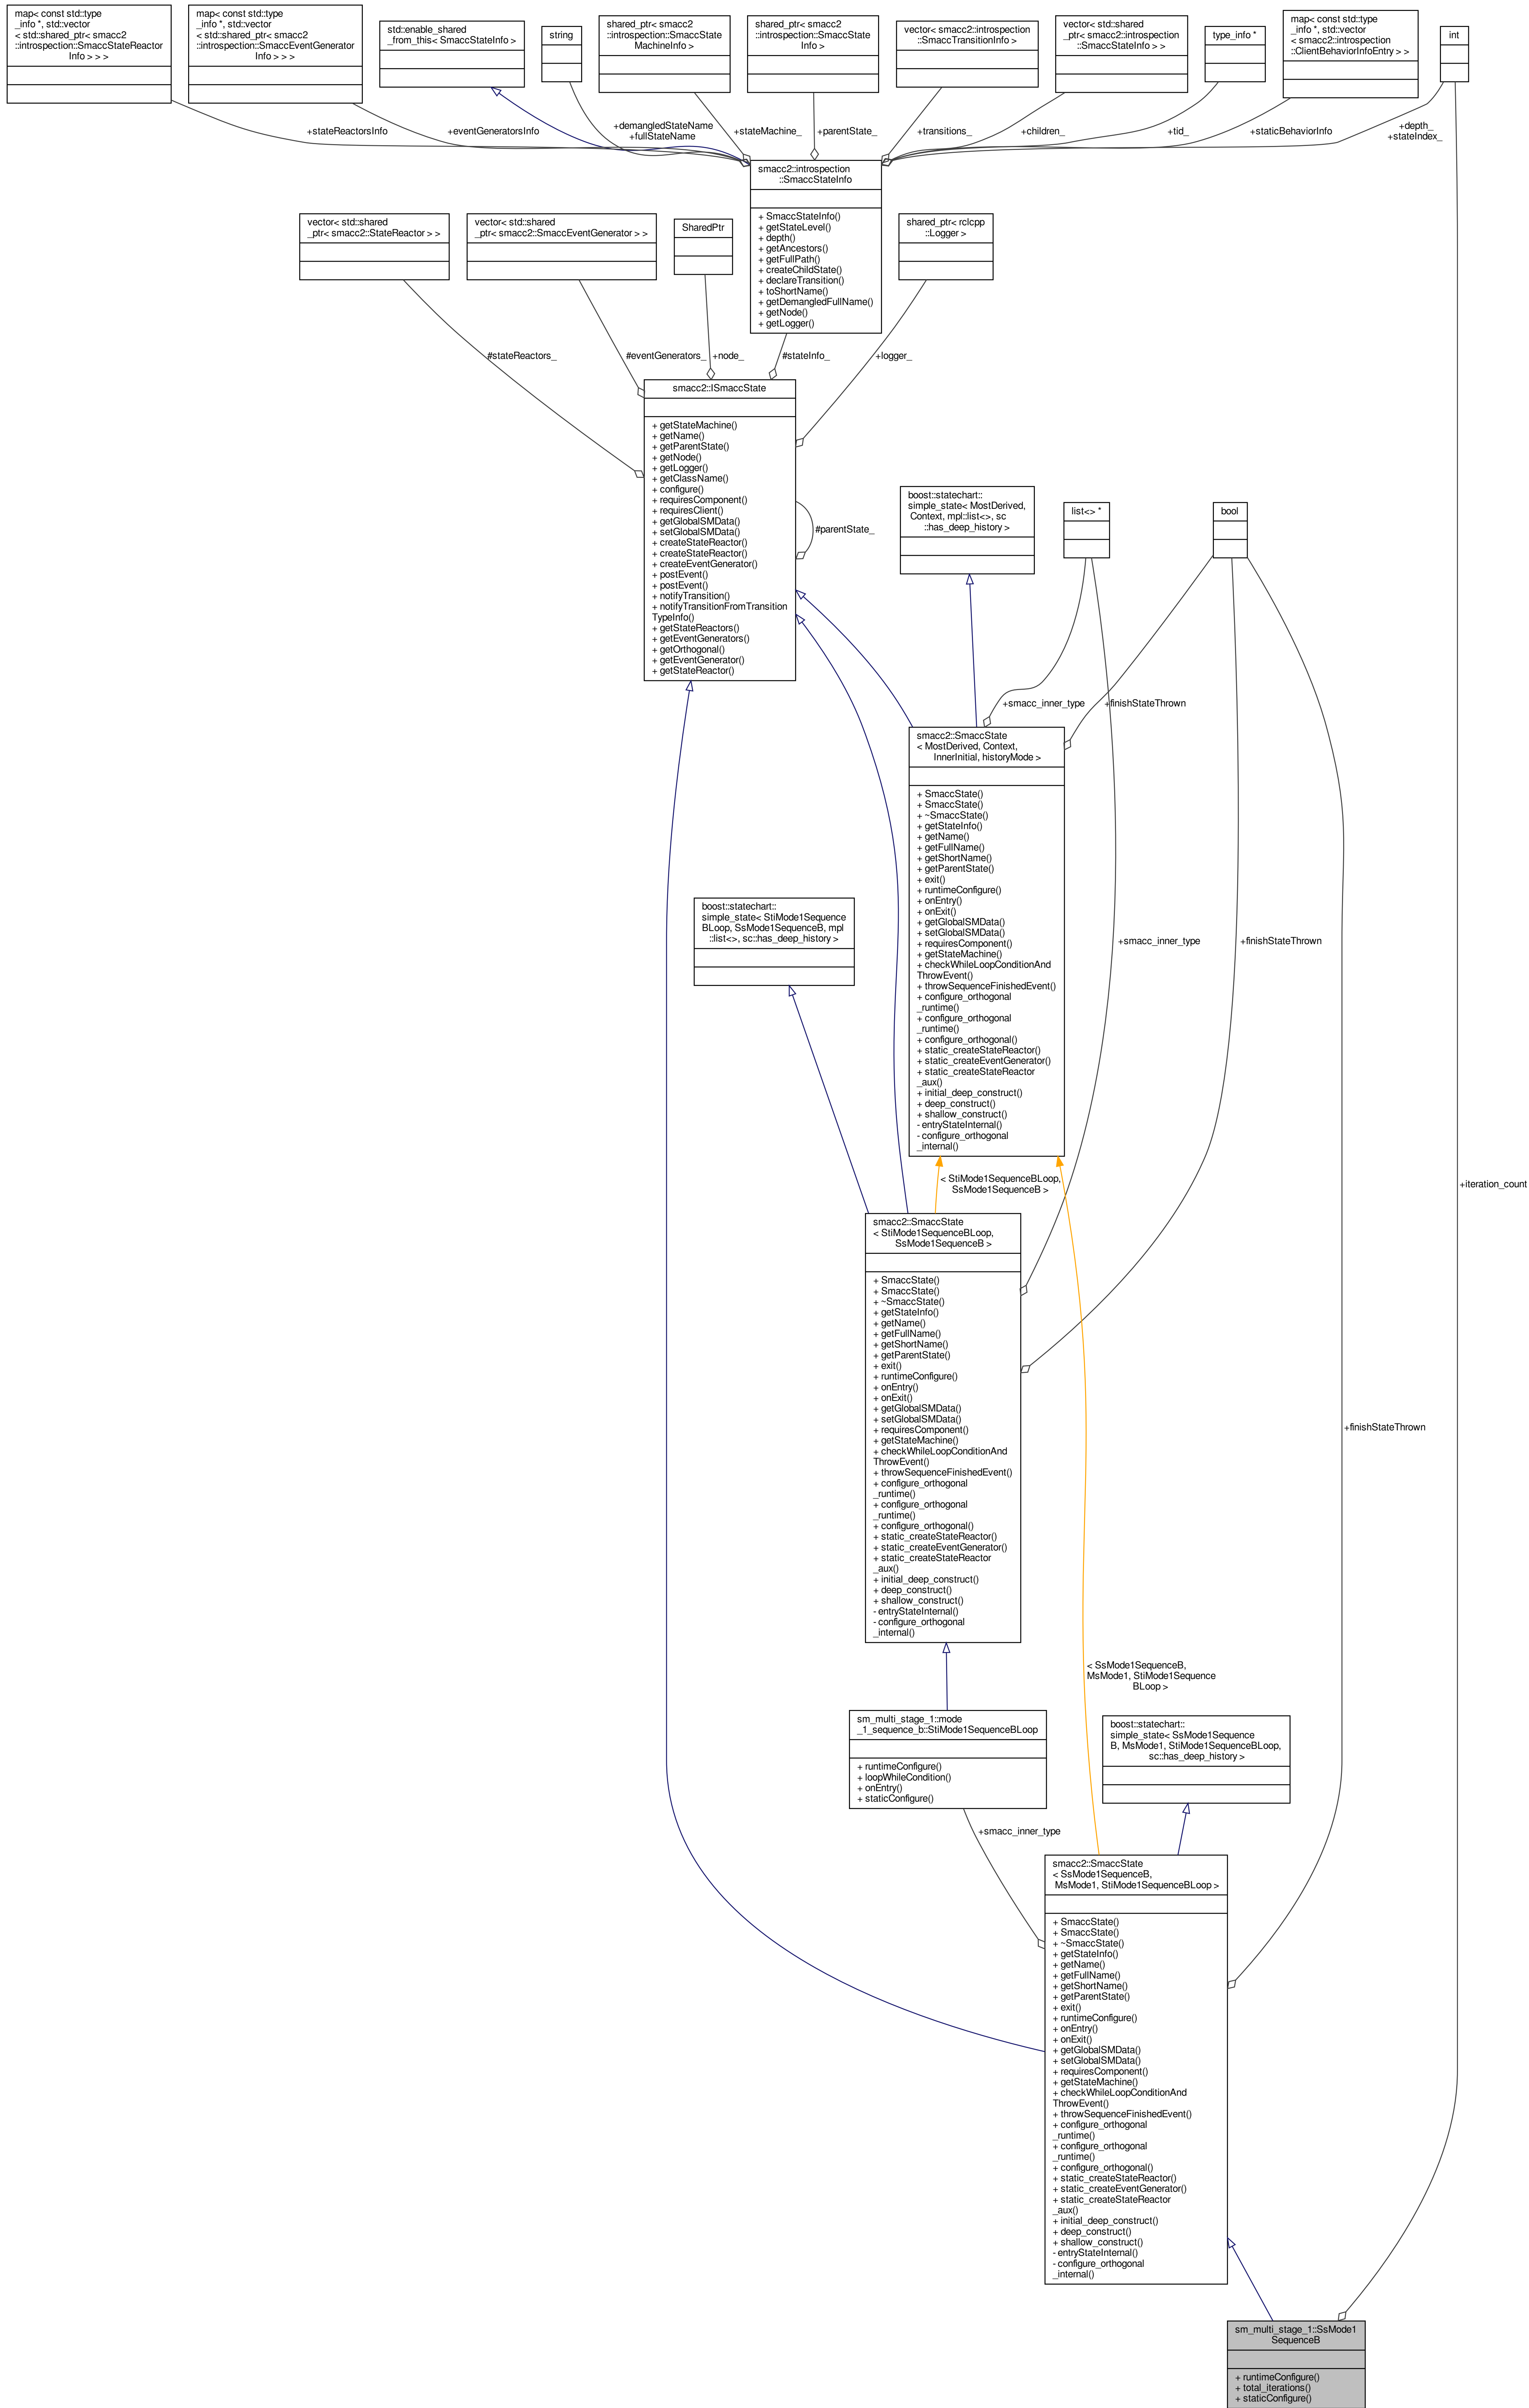 map< const std::type
_info *, std::vector
< std::shared_ptr< smacc2
::introspection::SmaccStateReactor
Info > > >
map< const std::type
_info *, std::vector
< std::shared_ptr< smacc2
::introspection::SmaccEventGenerator
Info > > >
std::enable_shared
_from_this< SmaccStateInfo >
string
shared_ptr< smacc2
::introspection::SmaccState
MachineInfo >
shared_ptr< smacc2
::introspection::SmaccState
Info >
vector< smacc2::introspection
::SmaccTransitionInfo >
vector< std::shared
_ptr< smacc2::introspection
::SmaccStateInfo > >
type_info *
map< const std::type
_info *, std::vector
< smacc2::introspection
::ClientBehaviorInfoEntry > >
int
+stateReactorsInfo
+eventGeneratorsInfo
+demangledStateName
+fullStateName
+stateMachine_
+parentState_
+transitions_
+children_
+tid_
+staticBehaviorInfo
+depth_
+stateIndex_
smacc2::introspection
::SmaccStateInfo
+ SmaccStateInfo()
+ getStateLevel()
+ depth()
+ getAncestors()
+ getFullPath()
+ createChildState()
+ declareTransition()
+ toShortName()
+ getDemangledFullName()
+ getNode()
+ getLogger()
vector< std::shared
_ptr< smacc2::StateReactor > >
vector< std::shared
_ptr< smacc2::SmaccEventGenerator > >
SharedPtr
shared_ptr< rclcpp
::Logger >
#stateReactors_
#eventGenerators_
+node_
#stateInfo_
+logger_
smacc2::ISmaccState
+ getStateMachine()
+ getName()
+ getParentState()
+ getNode()
+ getLogger()
+ getClassName()
+ configure()
+ requiresComponent()
+ requiresClient()
+ getGlobalSMData()
+ setGlobalSMData()
+ createStateReactor()
+ createStateReactor()
+ createEventGenerator()
+ postEvent()
+ postEvent()
+ notifyTransition()
+ notifyTransitionFromTransition
TypeInfo()
+ getStateReactors()
+ getEventGenerators()
+ getOrthogonal()
+ getEventGenerator()
+ getStateReactor()
#parentState_
boost::statechart::
simple_state< MostDerived,
Context, mpl::list<>, sc
::has_deep_history >
list<> *
bool
+smacc_inner_type
+finishStateThrown
smacc2::SmaccState
< MostDerived, Context,
InnerInitial, historyMode >
+ SmaccState()
+ SmaccState()
+ ~SmaccState()
+ getStateInfo()
+ getName()
+ getFullName()
+ getShortName()
+ getParentState()
+ exit()
+ runtimeConfigure()
+ onEntry()
+ onExit()
+ getGlobalSMData()
+ setGlobalSMData()
+ requiresComponent()
+ getStateMachine()
+ checkWhileLoopConditionAnd
ThrowEvent()
+ throwSequenceFinishedEvent()
+ configure_orthogonal
_runtime()
+ configure_orthogonal
_runtime()
+ configure_orthogonal()
+ static_createStateReactor()
+ static_createEventGenerator()
+ static_createStateReactor
_aux()
+ initial_deep_construct()
+ deep_construct()
+ shallow_construct()
- entryStateInternal()
- configure_orthogonal
_internal()
boost::statechart::
simple_state< StiMode1Sequence
BLoop, SsMode1SequenceB, mpl
::list<>, sc::has_deep_history >
+smacc_inner_type
+finishStateThrown
< StiMode1SequenceBLoop,
SsMode1SequenceB >
+iteration_count
smacc2::SmaccState
< StiMode1SequenceBLoop,
SsMode1SequenceB >
+ SmaccState()
+ SmaccState()
+ ~SmaccState()
+ getStateInfo()
+ getName()
+ getFullName()
+ getShortName()
+ getParentState()
+ exit()
+ runtimeConfigure()
+ onEntry()
+ onExit()
+ getGlobalSMData()
+ setGlobalSMData()
+ requiresComponent()
+ getStateMachine()
+ checkWhileLoopConditionAnd
ThrowEvent()
+ throwSequenceFinishedEvent()
+ configure_orthogonal
_runtime()
+ configure_orthogonal
_runtime()
+ configure_orthogonal()
+ static_createStateReactor()
+ static_createEventGenerator()
+ static_createStateReactor
_aux()
+ initial_deep_construct()
+ deep_construct()
+ shallow_construct()
- entryStateInternal()
- configure_orthogonal
_internal()
+finishStateThrown
< SsMode1SequenceB,
MsMode1, StiMode1Sequence
BLoop >
sm_multi_stage_1::mode
_1_sequence_b::StiMode1SequenceBLoop
+ runtimeConfigure()
+ loopWhileCondition()
+ onEntry()
+ staticConfigure()
boost::statechart::
simple_state< SsMode1Sequence
B, MsMode1, StiMode1SequenceBLoop,
sc::has_deep_history >
+smacc_inner_type
smacc2::SmaccState
< SsMode1SequenceB,
MsMode1, StiMode1SequenceBLoop >
+ SmaccState()
+ SmaccState()
+ ~SmaccState()
+ getStateInfo()
+ getName()
+ getFullName()
+ getShortName()
+ getParentState()
+ exit()
+ runtimeConfigure()
+ onEntry()
+ onExit()
+ getGlobalSMData()
+ setGlobalSMData()
+ requiresComponent()
+ getStateMachine()
+ checkWhileLoopConditionAnd
ThrowEvent()
+ throwSequenceFinishedEvent()
+ configure_orthogonal
_runtime()
+ configure_orthogonal
_runtime()
+ configure_orthogonal()
+ static_createStateReactor()
+ static_createEventGenerator()
+ static_createStateReactor
_aux()
+ initial_deep_construct()
+ deep_construct()
+ shallow_construct()
- entryStateInternal()
- configure_orthogonal
_internal()
sm_multi_stage_1::SsMode1
SequenceB
+ runtimeConfigure()
+ total_iterations()
+ staticConfigure()